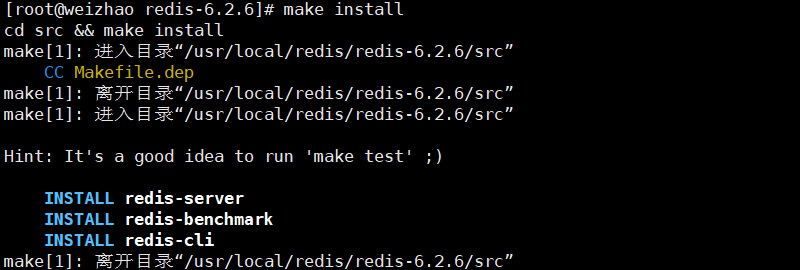 [root@weizhao redis-6.2.6]# make install
cd src && make install
make[1]: 进入目录“/usr/local/redis/redis-6.2.6/src”
    CC Makefile.dep
make[1]: 离开目录“/usr/local/redis/redis-6.2.6/src”
make[1]: 进入目录“/usr/local/redis/redis-6.2.6/src”
Hint: It's a good idea to run 'make test' ;)
    INSTALL redis-server
    INSTALL redis-benchmark
    INSTALL redis-cli
make[1]: 离开目录“/usr/local/redis/redis-6.2.6/src”